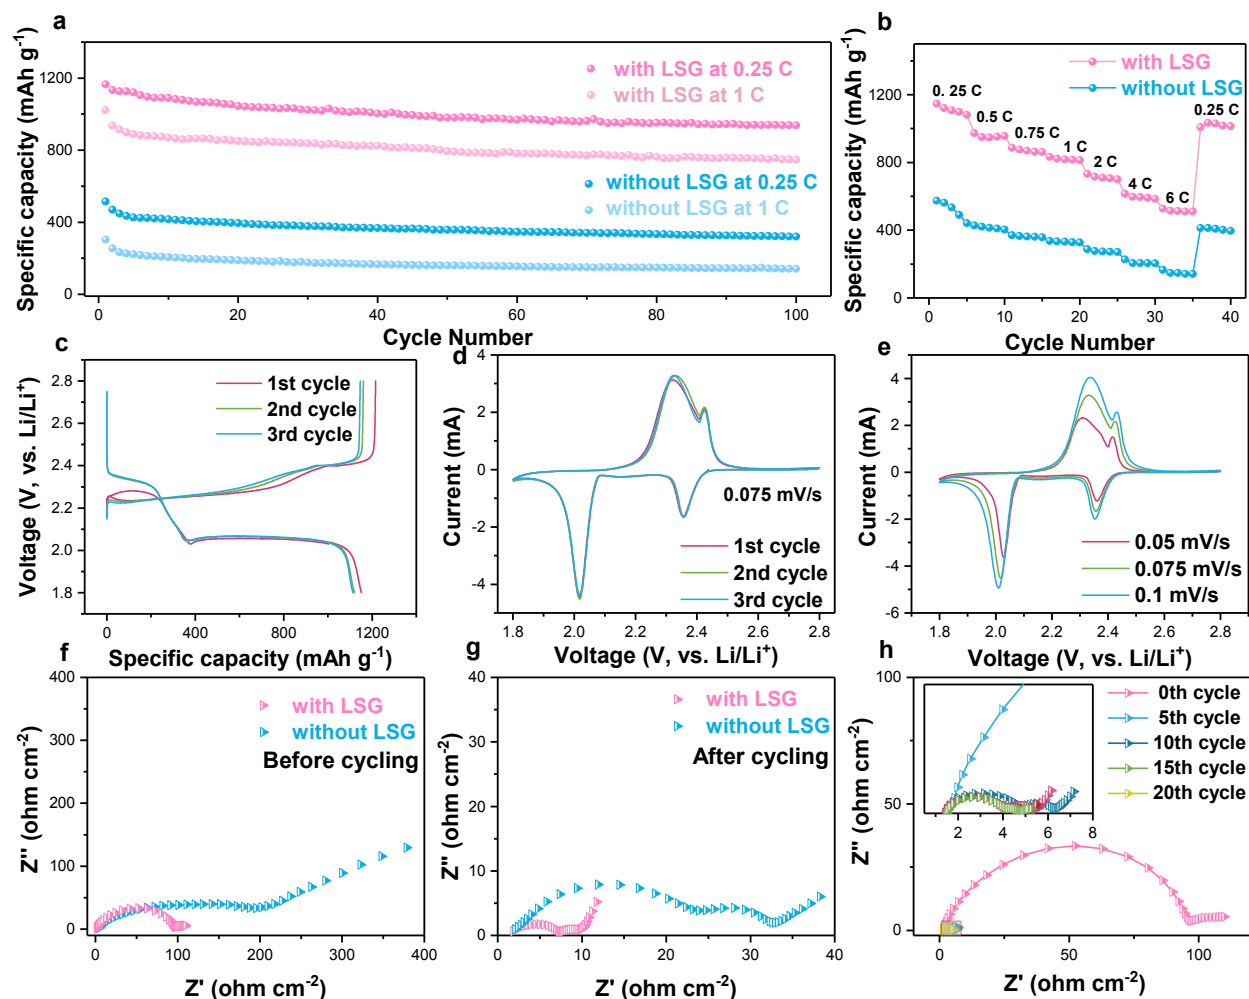 a
Specific capacity (mAh g⁻¹)
1200
800
400
0
with LSG at 0.25 C
with LSG at 1 C
without LSG at 0.25 C
without LSG at 1 C
0
20
40
60
80
100
Cycle Number
b
Specific capacity (mAh g⁻¹)
1200
800
400
0
with LSG
without LSG
0. 25 C
0.5 C
0.75 C
1 C
2 C
4 C
6 C
0.25 C
0
10
20
30
40
Cycle Number
c
Voltage (V, vs. Li/Li⁺)
2.8
2.6
2.4
2.2
2.0
1.8
1st cycle
2nd cycle
3rd cycle
0
400
800
1200
Specific capacity (mAh g⁻¹)
d
Current (mA)
4
2
0
-2
-4
0.075 mV/s
1st cycle
2nd cycle
3rd cycle
1.8
2.0
2.2
2.4
2.6
2.8
Voltage (V, vs. Li/Li⁺)
e
Current (mA)
4
2
0
-2
-4
-6
0.05 mV/s
0.075 mV/s
0.1 mV/s
1.8
2.0
2.2
2.4
2.6
2.8
Voltage (V, vs. Li/Li⁺)
f
Z'' (ohm cm⁻²)
400
300
200
100
0
with LSG
without LSG
Before cycling
0
100
200
300
400
Z' (ohm cm⁻²)
g
Z'' (ohm cm⁻²)
40
30
20
10
0
with LSG
without LSG
After cycling
0
10
20
30
40
Z' (ohm cm⁻²)
h
Z'' (ohm cm⁻²)
100
50
0
0th cycle
5th cycle
10th cycle
15th cycle
20th cycle
2
4
6
8
0
50
100
Z' (ohm cm⁻²)